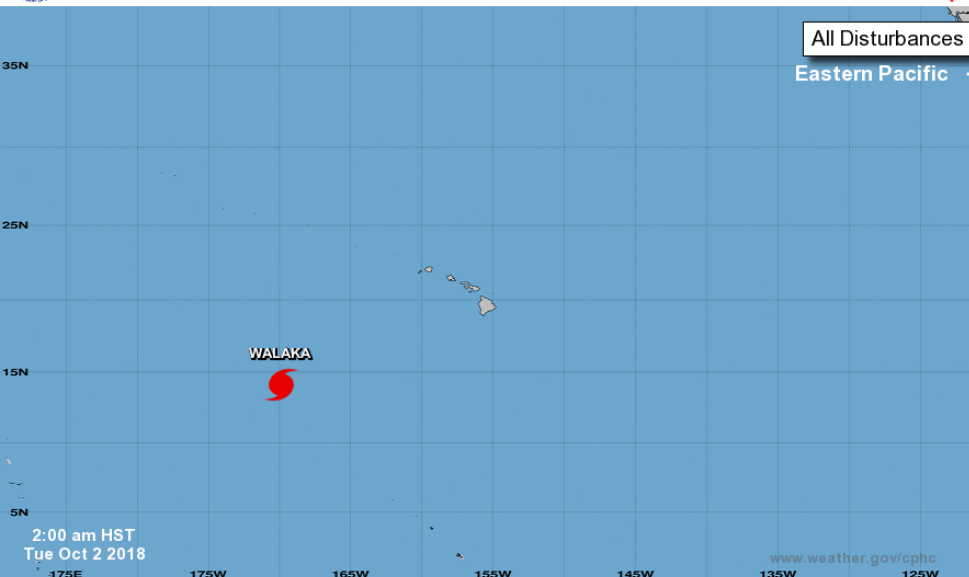 All Disturbances
35N
Eastern Pacific
25N
WALAKA
15N
5N
2:00 am HST
Tue Oct 2 2018
www.weather.gov/cphc
175E 175W 165W 155W 145W 135W 125W